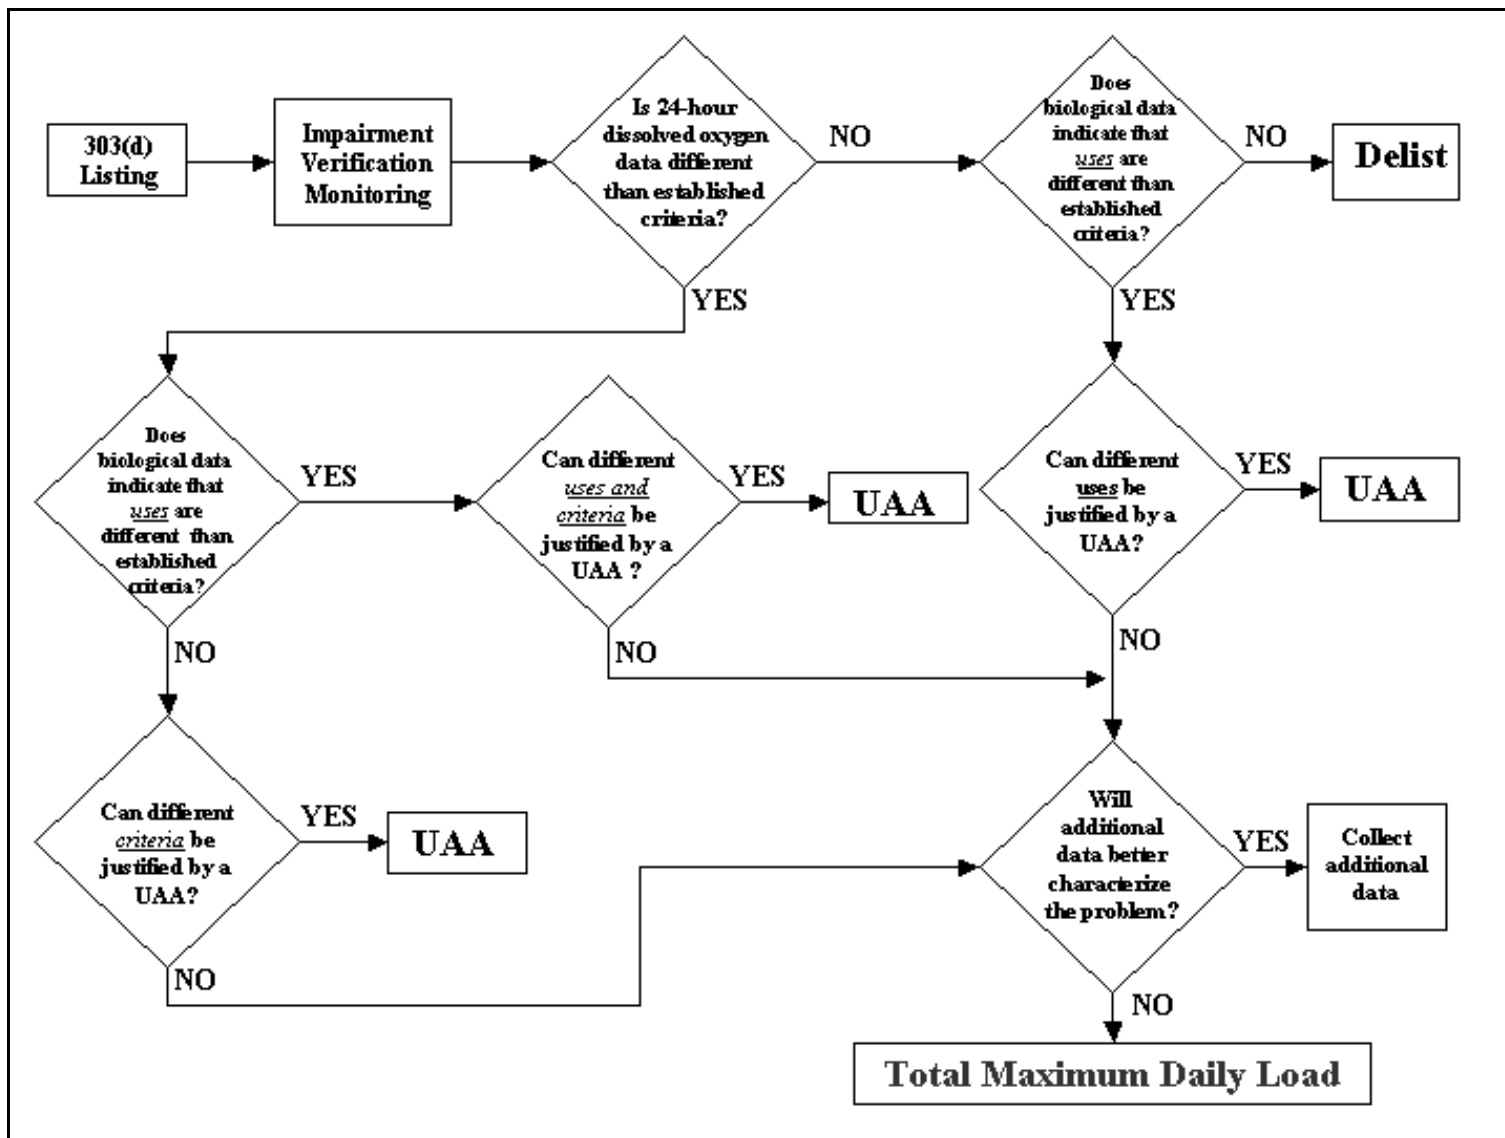 303(d)
Listing
Impairment
Verification
Monitoring
Is 24-hour
dissolved oxygen
data different
than established
criteria?
NO
YES
Does
biological data
indicate that
uses are
different than
established
criteria?
NO
YES
Delist
Does
biological data
indicate that
uses are
different than
established
criteria?
YES
NO
Can different
uses and
criteria be
justified by a
UAA ?
YES
NO
UAA
Can different
uses be
justified by a
UAA?
YES
NO
UAA
Can different
criteria be
justified by a
UAA?
YES
NO
UAA
Will
additional
data better
characterize
the problem?
YES
NO
Collect
additional
data
Total Maximum Daily Load